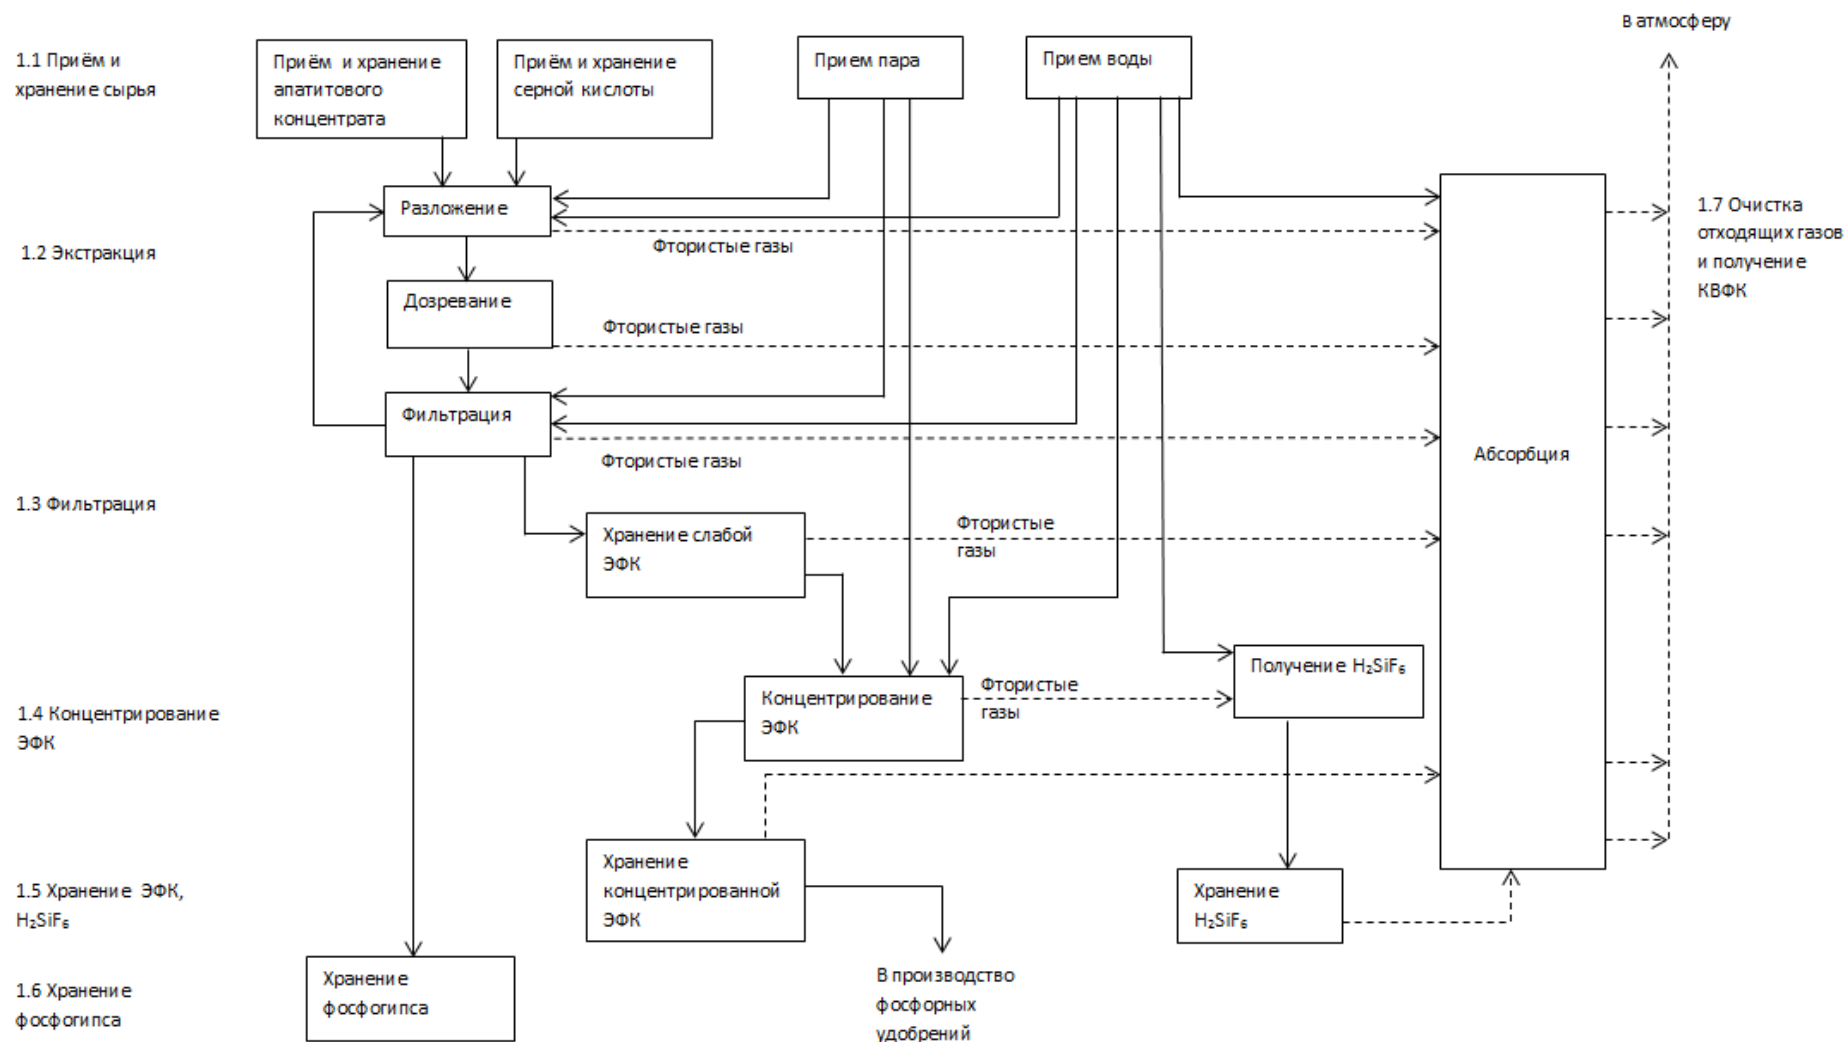 В атмосферу
1.1 Приём и
хранение сырья
Приём и хранение
апатитового
концентрата
Приём и хранение
серной кислоты
Прием пара
Прием воды
Разложение
1.7 Очистка
отходящих газов
и получение
КВФК
1.2 Экстракция
Фтористые газы
Дозревание
Фтористые газы
Фильтрация
Фтористые газы
Абсорбция
1.3 Фильтрация
Хранение слабой
ЭФК
Фтористые
газы
Получение H₂SiF₆
1.4 Концентрирование
ЭФК
Концентрирование
ЭФК
Фтористые
газы
1.5 Хранение ЭФК,
H₂SiF₆
Хранение
концентрированной
ЭФК
Хранение
H₂SiF₆
1.6 Хранение
фосфогипса
Хранение
фосфогипса
В производство
фосфорных
удобрений